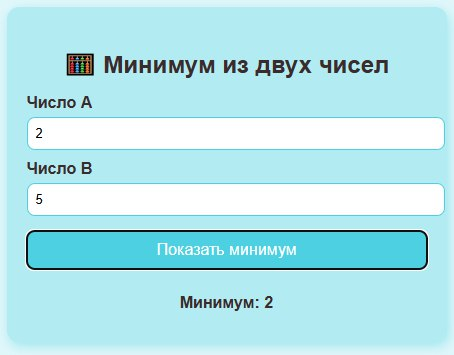 🧮 Минимум из двух чисел
Число A
2
Число B
5
Показать минимум
Минимум: 2